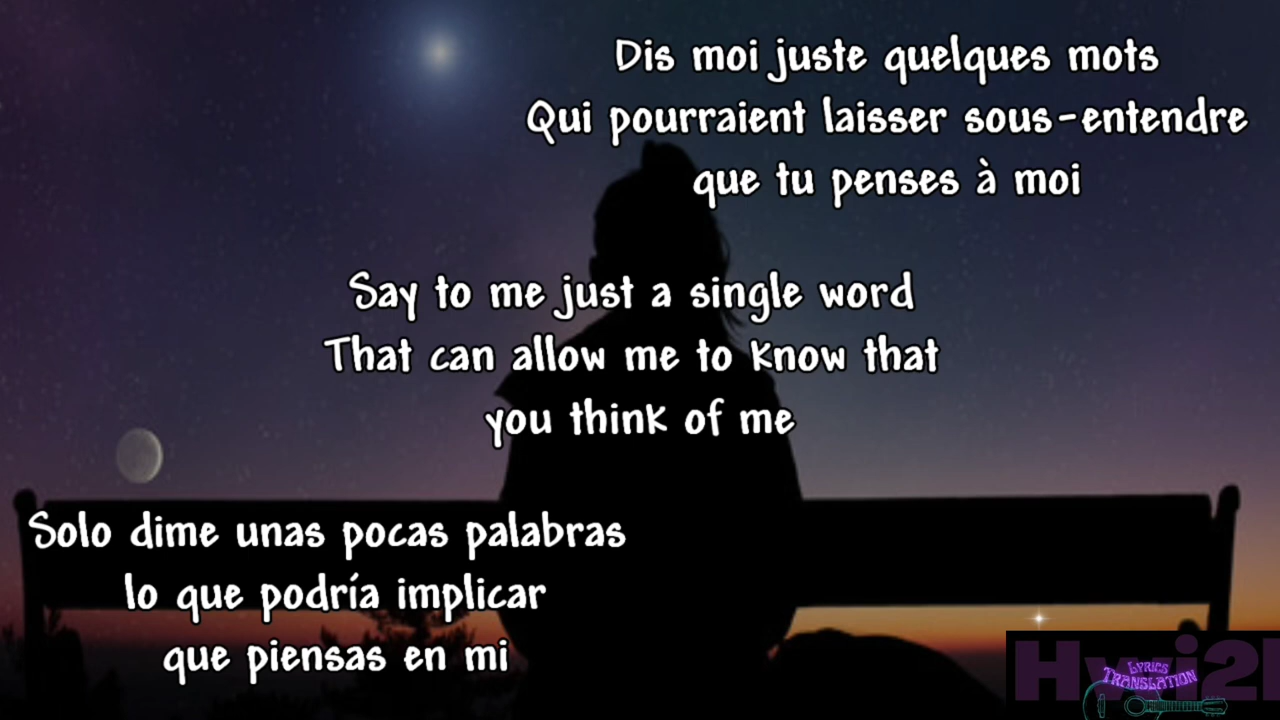 Dis moi juste quelques mots
Qui pourraient laisser sous-entendre
que tu penses à moi
Say to me just a single word
That can allow me to know that
you think of me
Solo dime unas pocas palabras
lo que podría implicar
que piensas en mi
LYRICS
TRANSLATION